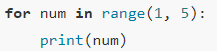 for num in range(1, 5):
    print(num)